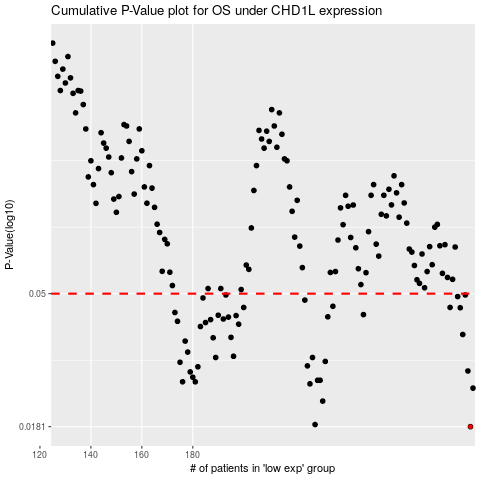 Cumulative P-Value plot for OS under CHD1L expression
P-Value(log10)
0.05
0.0181
120 140 160 180
# of patients in 'low exp' group